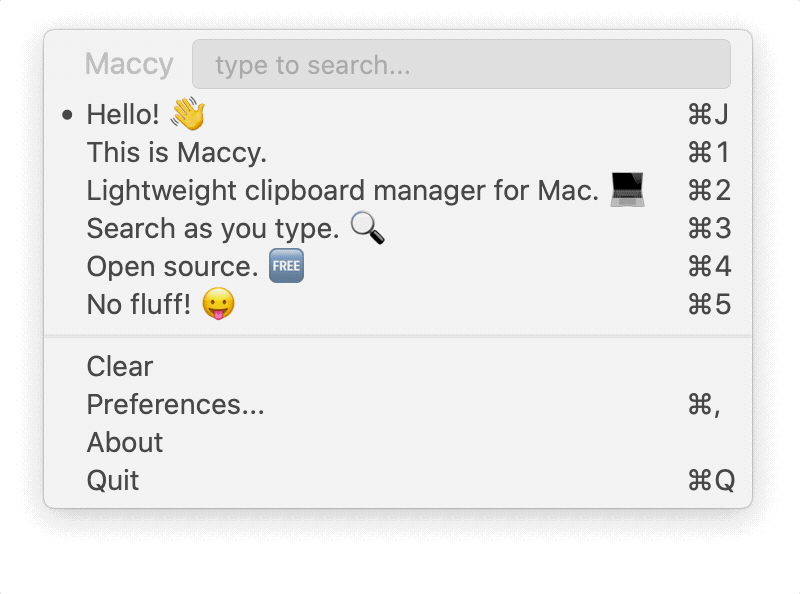 Maccy type to search...
• Hello! 👋 ⌘J
This is Maccy. ⌘1
Lightweight clipboard manager for Mac. 💻 ⌘2
Search as you type. 🔍 ⌘3
Open source. 🆓 ⌘4
No fluff! 😛 ⌘5
Clear
Preferences... ⌘,
About
Quit ⌘Q